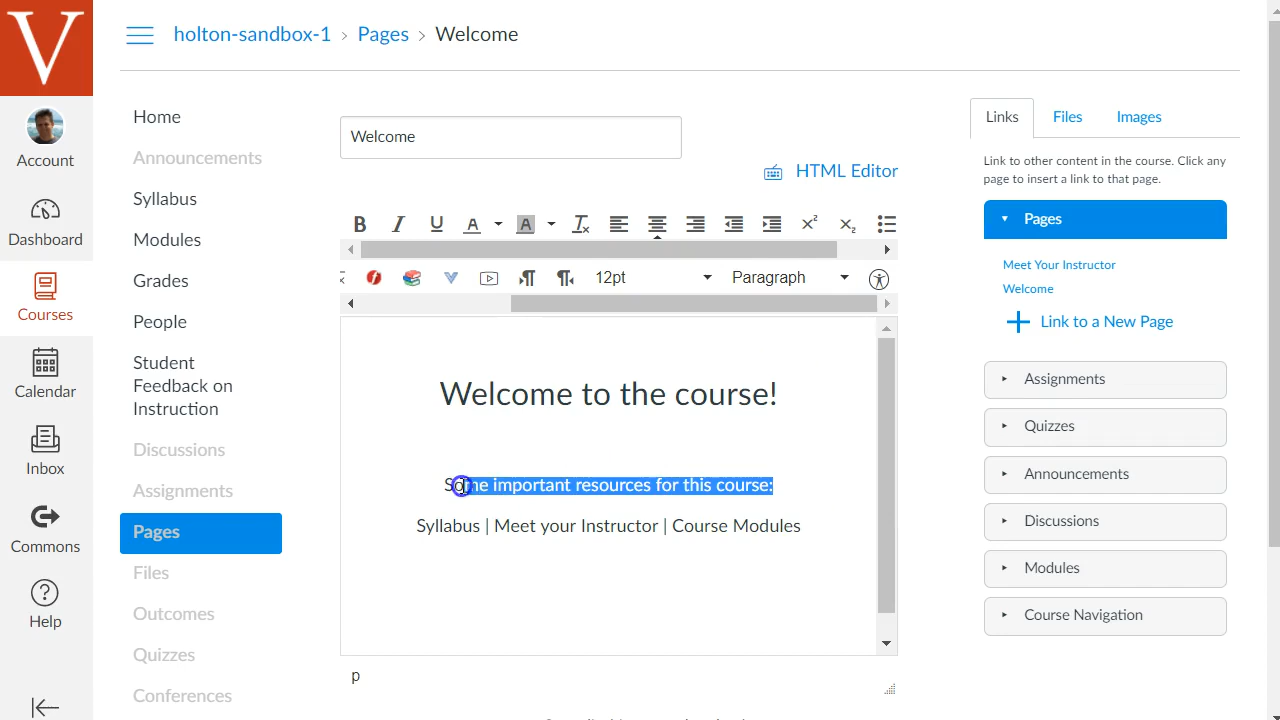 V
holton-sandbox-1 › Pages › Welcome
Account
Dashboard
Courses
Calendar
Inbox
Commons
Help
Home
Announcements
Syllabus
Modules
Grades
People
Student
Feedback on
Instruction
Discussions
Assignments
Pages
Files
Outcomes
Quizzes
Conferences
Welcome
HTML Editor
12pt
Paragraph
Welcome to the course!
Some important resources for this course:
Syllabus | Meet your Instructor | Course Modules
p
Links
Files
Images
Link to other content in the course. Click any
page to insert a link to that page.
Pages
Meet Your Instructor
Welcome
Link to a New Page
Assignments
Quizzes
Announcements
Discussions
Modules
Course Navigation